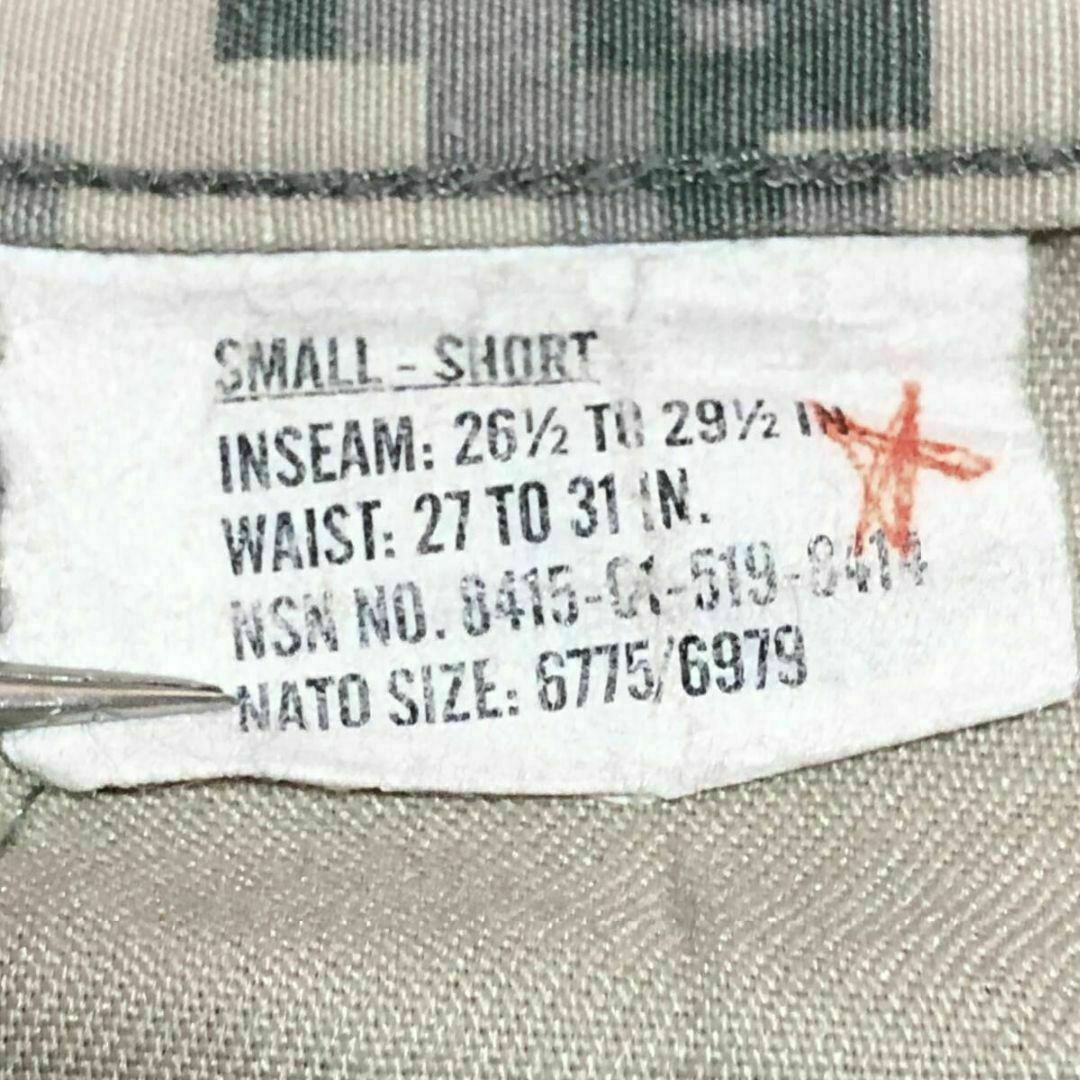 SMALL - SHORT
INSEAM: 26½ TO 29½ IN.
WAIST: 27 TO 31 IN.
NSN NO. 8415-01-519-8414
NATO SIZE: 6775/6979